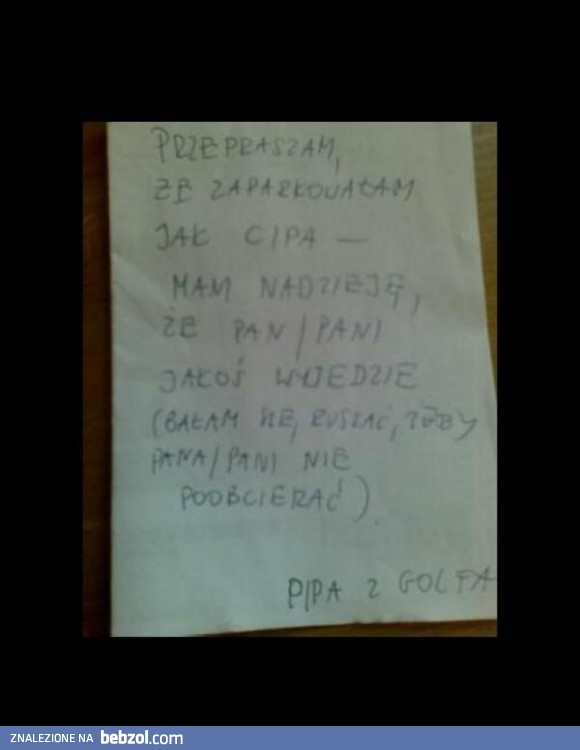 PRZEPRASZAM,
ŻE ZAPARKOWAŁAM
JAK CIPA —
MAM NADZIEJĘ,
ŻE PAN/PANI
JAKOŚ WYJEDZIE
(BAŁAM SIĘ, RUSZAĆ, ŻEBY
PANA/PANI NIE
POOBCIERAĆ)
PIPA Z GOLFA
ZNALEZIONE NA bebzol.com